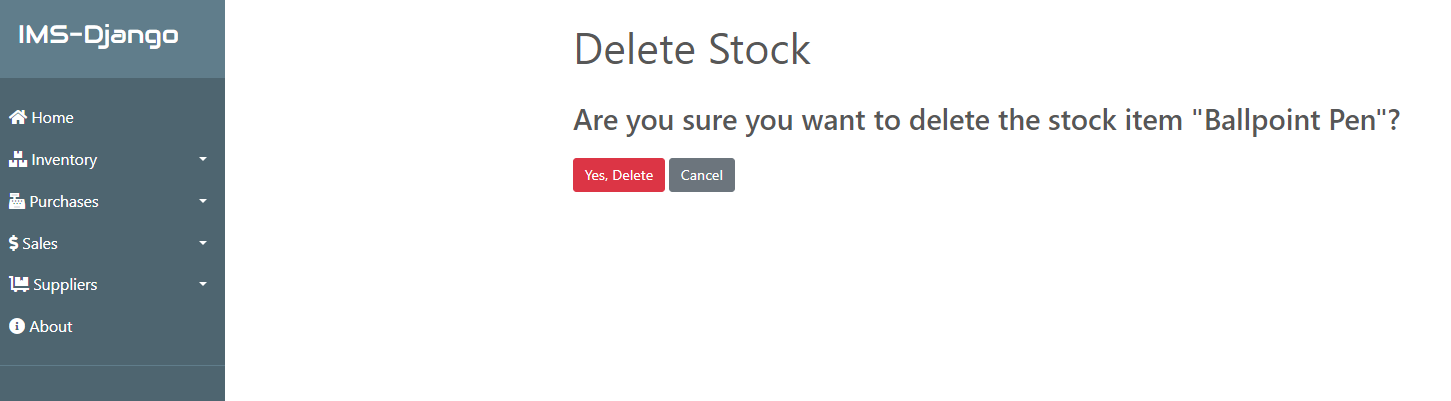 IMS-Django
Home
Inventory
Purchases
Sales
Suppliers
About
Delete Stock
Are you sure you want to delete the stock item "Ballpoint Pen"?
Yes, Delete
Cancel